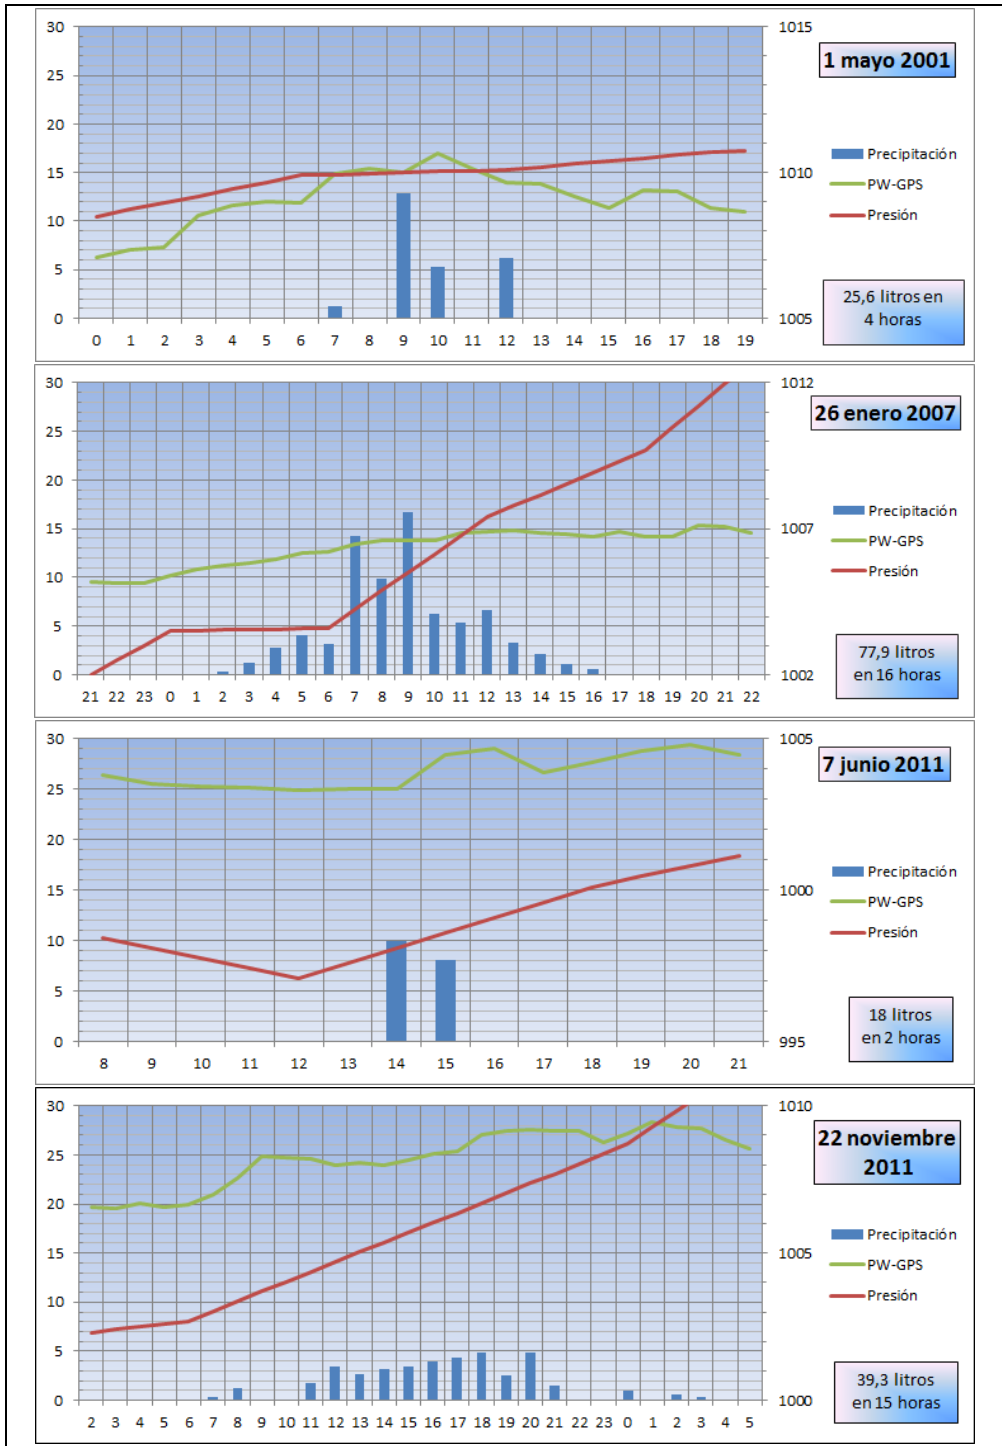 30 25 20 15 10 5 0
1015 1010 1005
0 1 2 3 4 5 6 7 8 9 10 11 12 13 14 15 16 17 18 19
1 mayo 2001
Precipitación
PW-GPS
Presión
25,6 litros en
4 horas
30 25 20 15 10 5 0
1012 1007 1002
21 22 23 0 1 2 3 4 5 6 7 8 9 10 11 12 13 14 15 16 17 18 19 20 21 22
26 enero 2007
Precipitación
PW-GPS
Presión
77,9 litros
en 16 horas
30 25 20 15 10 5 0
1005 1000 995
8 9 10 11 12 13 14 15 16 17 18 19 20 21
7 junio 2011
Precipitación
PW-GPS
Presión
18 litros
en 2 horas
30 25 20 15 10 5 0
1010 1005 1000
2 3 4 5 6 7 8 9 10 11 12 13 14 15 16 17 18 19 20 21 22 23 0 1 2 3 4 5
22 noviembre
2011
Precipitación
PW-GPS
Presión
39,3 litros
en 15 horas